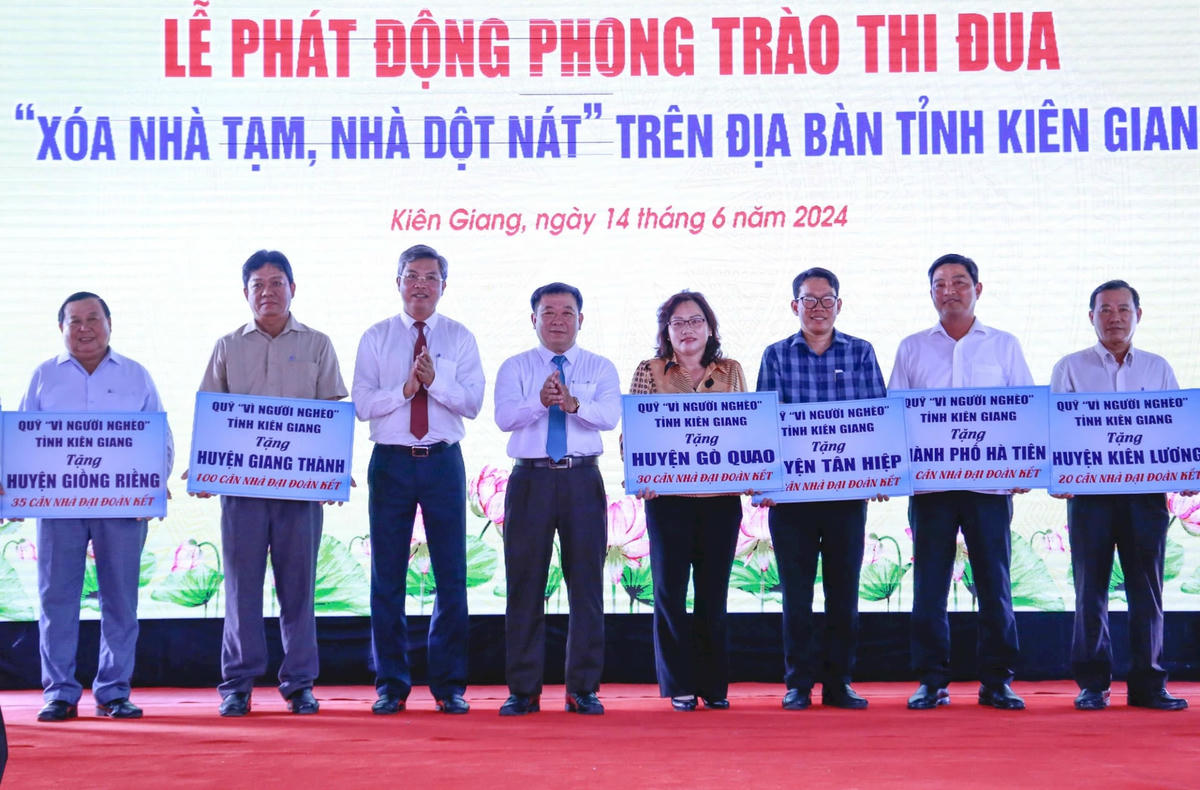 LỄ PHÁT ĐỘNG PHONG TRÀO THI ĐUA
“XÓA NHÀ TẠM, NHÀ DỘT NÁT” TRÊN ĐỊA BÀN TỈNH KIÊN GIAN
Kiên Giang, ngày 14 tháng 6 năm 2024
QUỸ “VÌ NGƯỜI NGHÈO”
TỈNH KIÊN GIANG
Tặng
HUYỆN GIỒNG RIỀNG
35 CĂN NHÀ ĐẠI ĐOÀN KẾT
QUỸ “VÌ NGƯỜI NGHÈO”
TỈNH KIÊN GIANG
Tặng
HUYỆN GIANG THÀNH
100 CĂN NHÀ ĐẠI ĐOÀN KẾT
QUỸ “VÌ NGƯỜI NGHÈO”
TỈNH KIÊN GIANG
Tặng
HUYỆN GÒ QUAO
30 CĂN NHÀ ĐẠI ĐOÀN KẾT
QUỸ “VÌ NGƯỜI NGHÈO”
TỈNH KIÊN GIANG
Tặng
YỆN TÂN HIỆP
CĂN NHÀ ĐẠI ĐOÀN KẾT
QUỸ “VÌ NGƯỜI NGHÈO”
TỈNH KIÊN GIANG
Tặng
HÀNH PHỐ HÀ TIÊN
CĂN NHÀ ĐẠI ĐOÀN KẾT
QUỸ “VÌ NGƯỜI NGHÈO”
TỈNH KIÊN GIANG
Tặng
HUYỆN KIÊN LƯƠNG
20 CĂN NHÀ ĐẠI ĐOÀN KẾT